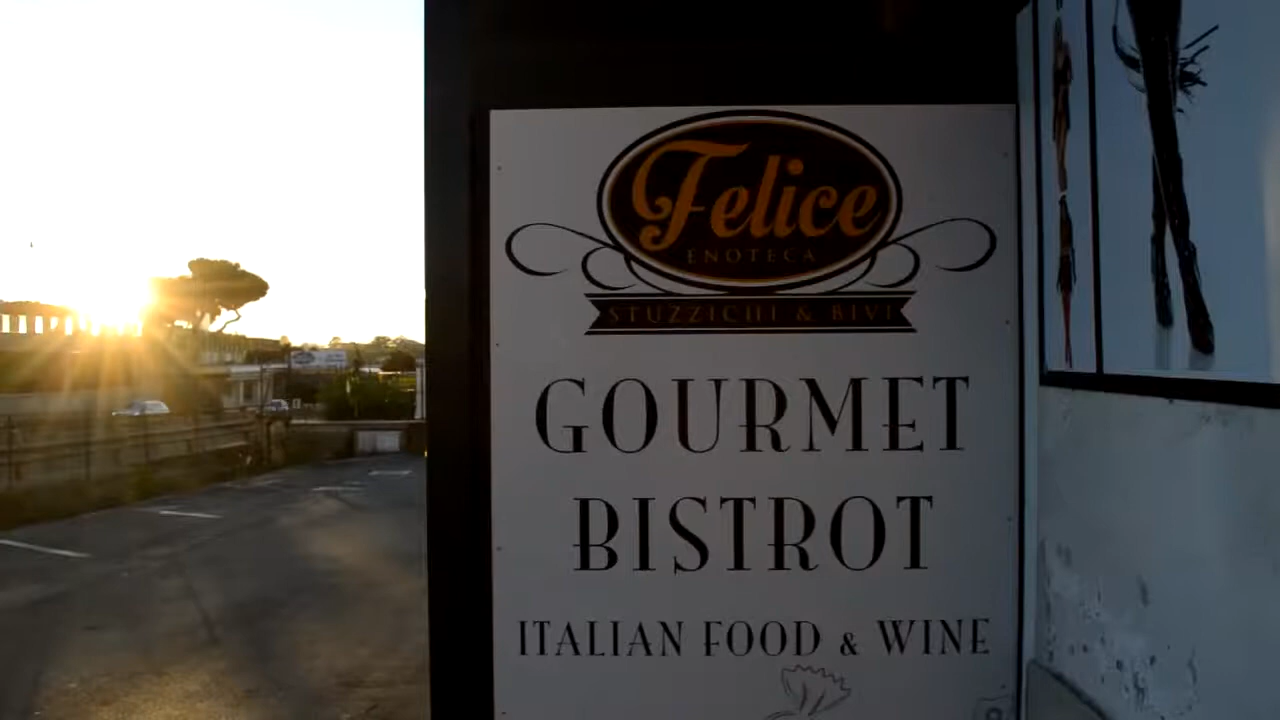 Felice
ENOTECA
STUZZICHI & BIVI
GOURMET
BISTROT
ITALIAN FOOD & WINE